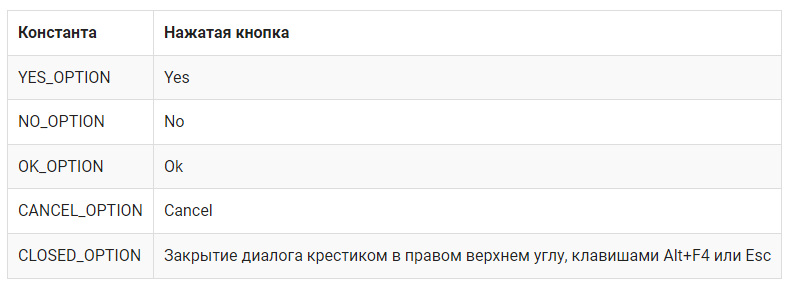 Константа Нажатая кнопка
YES_OPTION Yes
NO_OPTION No
OK_OPTION Ok
CANCEL_OPTION Cancel
CLOSED_OPTION Закрытие диалога крестиком в правом верхнем углу, клавишами Alt+F4 или Esc